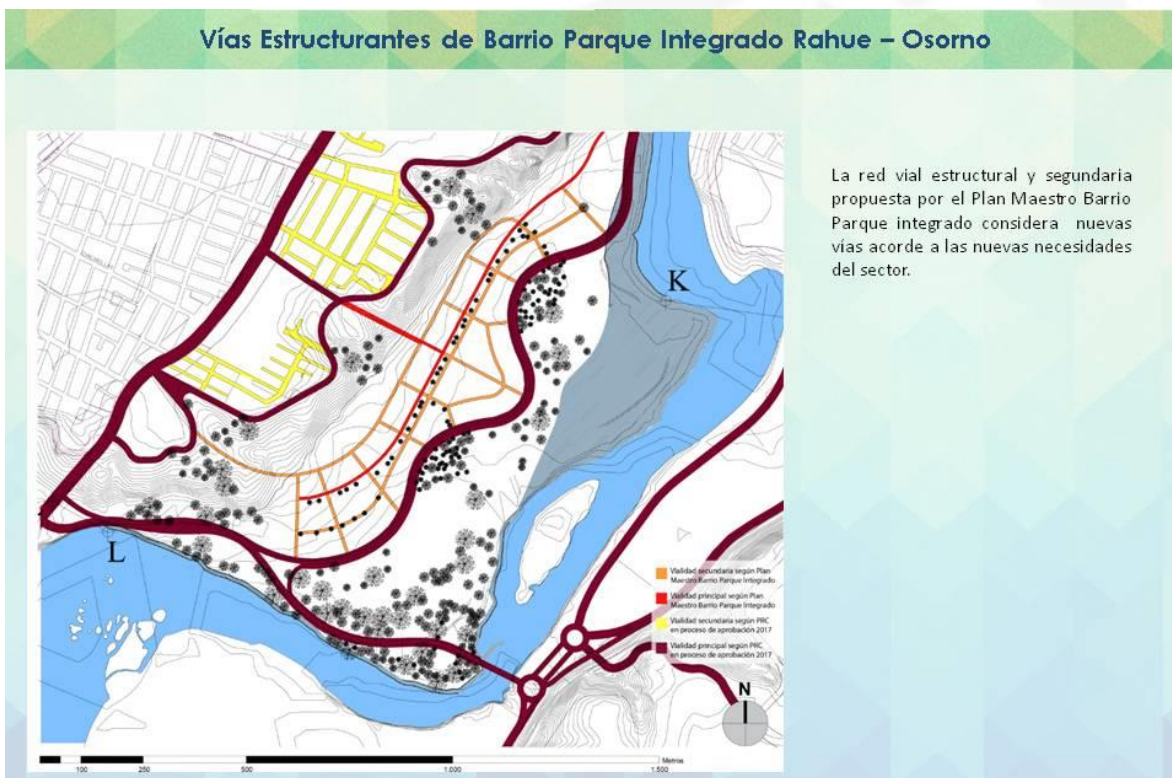 Vías Estructurantes de Barrio Parque Integrado Rahue – Osorno
La red vial estructural y segundaria
propuesta por el Plan Maestro Barrio
Parque integrado considera nuevas
vías acorde a las nuevas necesidades
del sector.
K
L
Vialidad secundaria según Plan
Maestro Barrio Parque Integrado
Vialidad principal según Plan
Maestro Barrio Parque Integrado
Vialidad secundaria según PRC
en proceso de aprobación 2017
Vialidad principal según PRC
en proceso de aprobación 2017
N
Metros
100 250 500 1.000 1.500